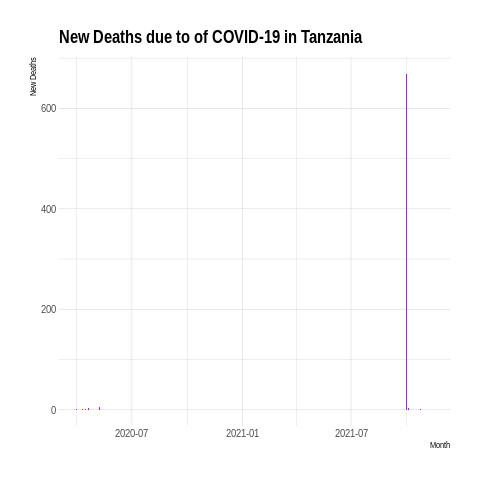 New Deaths due to of COVID-19 in Tanzania
New Deaths
600
400
200
0
2020-07 2021-01 2021-07
Month